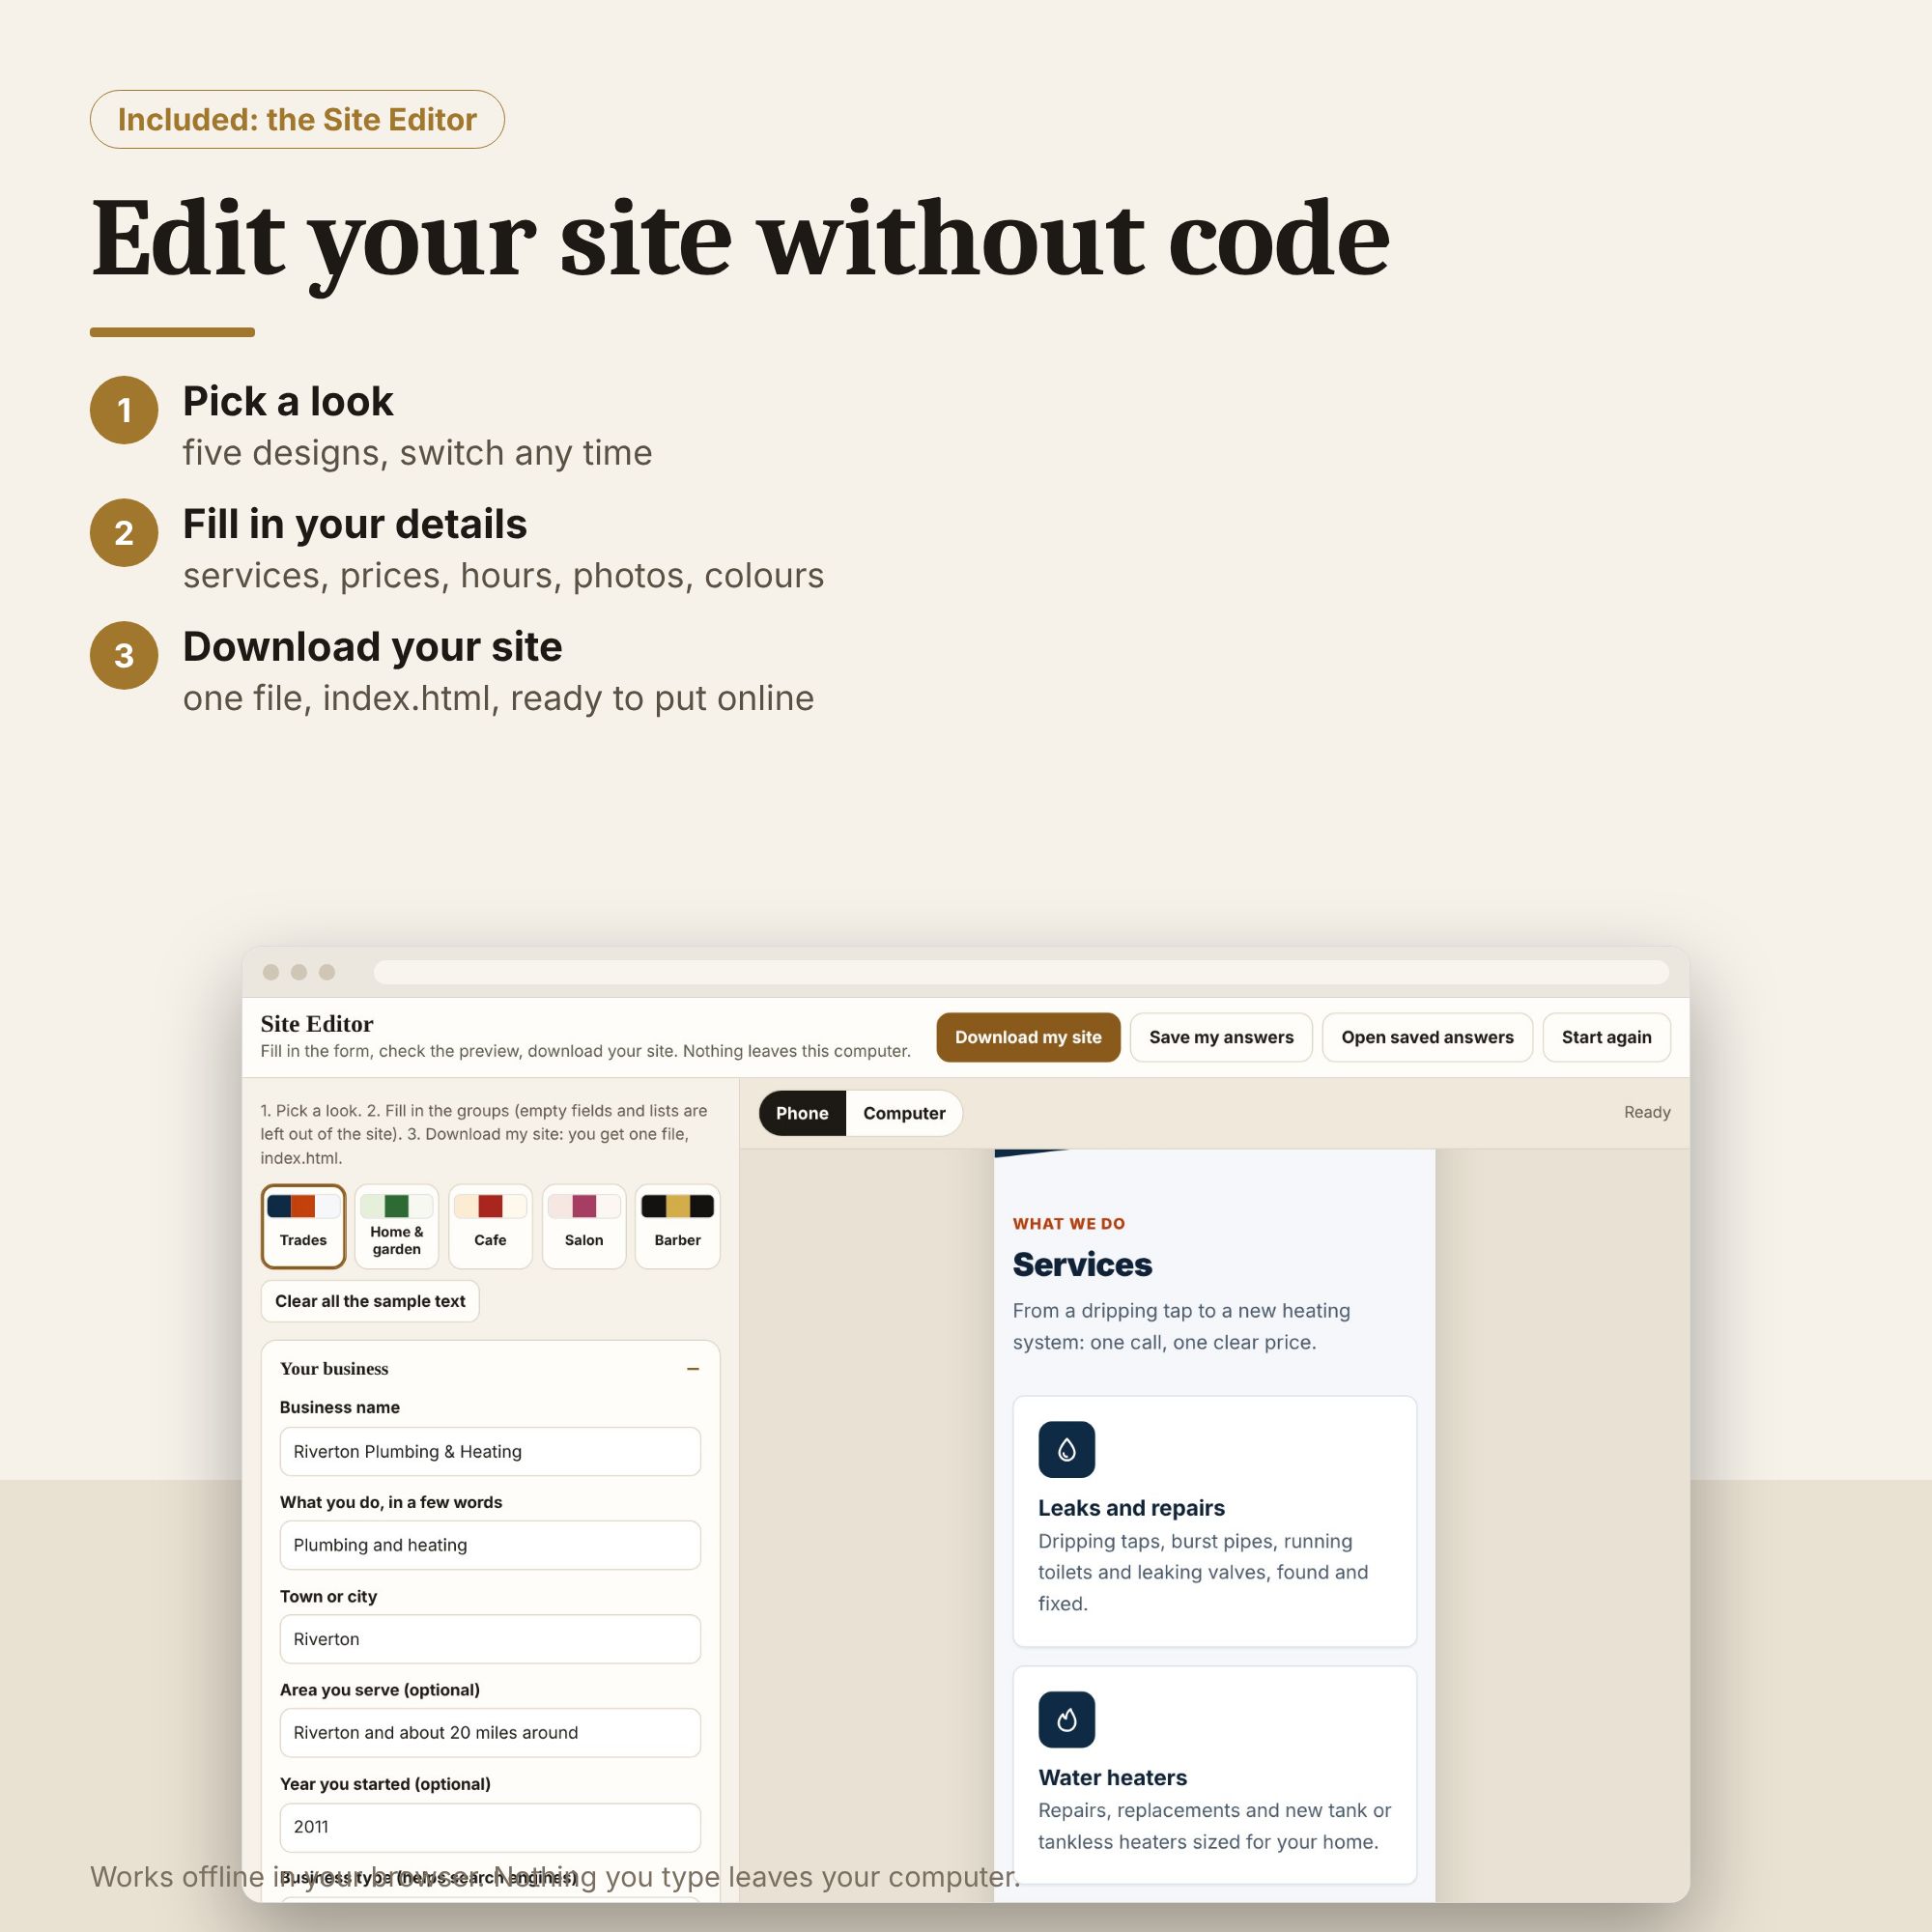 Included: the Site Editor
Edit your site without code
1
Pick a look
five designs, switch any time
2
Fill in your details
services, prices, hours, photos, colours
3
Download your site
one file, index.html, ready to put online
Site Editor
Fill in the form, check the preview, download your site. Nothing leaves this computer.
Download my site
Save my answers
Open saved answers
Start again
1. Pick a look. 2. Fill in the groups (empty fields and lists are
left out of the site). 3. Download my site: you get one file,
index.html.
Trades
Home &
garden
Cafe
Salon
Barber
Clear all the sample text
Your business
Business name
Riverton Plumbing & Heating
What you do, in a few words
Plumbing and heating
Town or city
Riverton
Area you serve (optional)
Riverton and about 20 miles around
Year you started (optional)
2011
Business type (helps search engines)
Phone
Computer
Ready
WHAT WE DO
Services
From a dripping tap to a new heating
system: one call, one clear price.
Leaks and repairs
Dripping taps, burst pipes, running
toilets and leaking valves, found and
fixed.
Water heaters
Repairs, replacements and new tank or
tankless heaters sized for your home.
Works offline in your browser. Nothing you type leaves your computer.